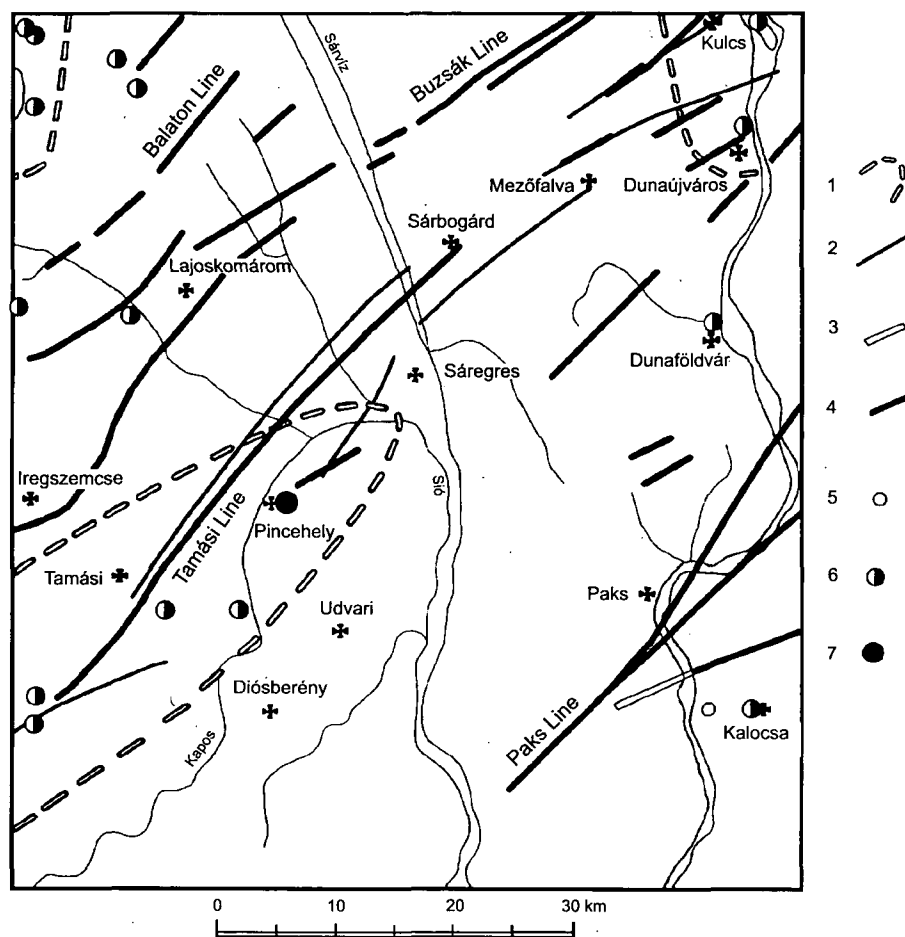 Kulcs
Sárvíz
Buzsák Line
Balaton Line
Mezőfalva
Dunaújváros
1
Sárbogárd
2
Lajoskomárom
3
Dunaföldvár
Sáregres
4
Iregszemcse
Sió
5
Pincehely
Tamási Line
Tamási
6
Paks
Udvari
7
Diósberény
Paks Line
Kalocsa
Kapos
0 10 20 30 km